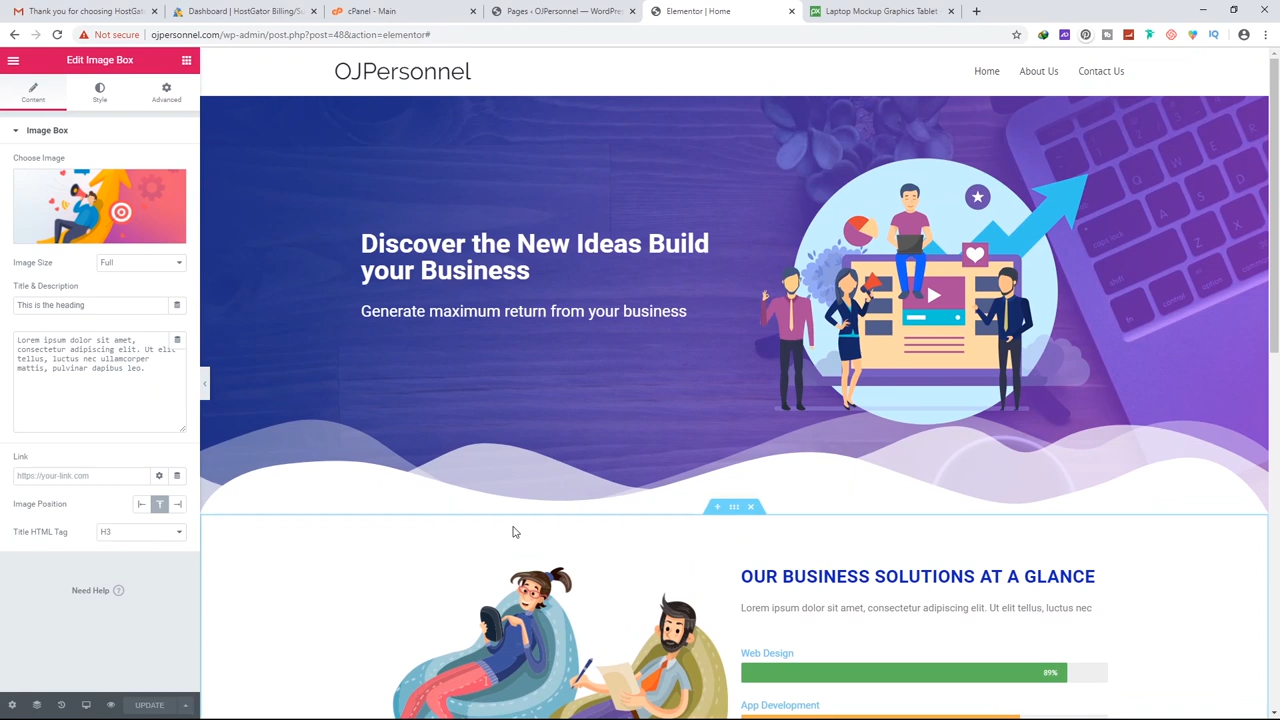 Thank you for choosing HostGat
Dashboard | HostGator Billing/Su
cPanel - Main
Pages ‹ OJPersonnel — WordPre
Elementor | Home
Laptop Mockup Graphics Tablet -
Not secure
ojpersonnel.com/wp-admin/post.php?post=48&action=elementor#
Edit Image Box
Content
Style
Advanced
Image Box
Choose Image
Image Size
Full
Title & Description
This is the heading
Lorem ipsum dolor sit amet,
consectetur adipiscing elit. Ut elit
tellus, luctus nec ullamcorper
mattis, pulvinar dapibus leo.
Link
https://your-link.com
Image Position
Title HTML Tag
H3
Need Help
UPDATE
OJPersonnel
Home
About Us
Contact Us
Discover the New Ideas Build
your Business
Generate maximum return from your business
OUR BUSINESS SOLUTIONS AT A GLANCE
Lorem ipsum dolor sit amet, consectetur adipiscing elit. Ut elit tellus, luctus nec
Web Design
89%
App Development